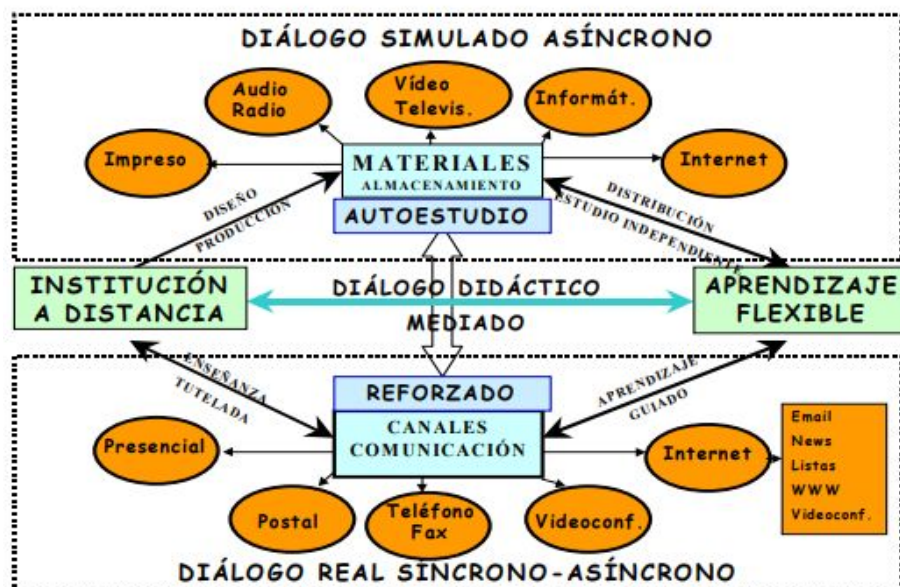 DIÁLOGO SIMULADO ASÍNCRONO
Audio
Radio
Vídeo
Televis.
Informát.
Impreso
Internet
MATERIALES
ALMACENAMIENTO
AUTOESTUDIO
DISEÑO
PRODUCCIÓN
DISTRIBUCIÓN
ESTUDIO INDEPENDIENTE
INSTITUCIÓN
A DISTANCIA
DIÁLOGO DIDÁCTICO
MEDIADO
APRENDIZAJE
FLEXIBLE
ENSEÑANZA
TUTELADA
REFORZADO
CANALES
COMUNICACIÓN
APRENDIZAJE
GUIADO
Presencial
Postal
Teléfono
Fax
Videoconf.
Internet
Email
News
Listas
WWW
Videoconf.
DIÁLOGO REAL SÍNCRONO-ASÍNCRONO